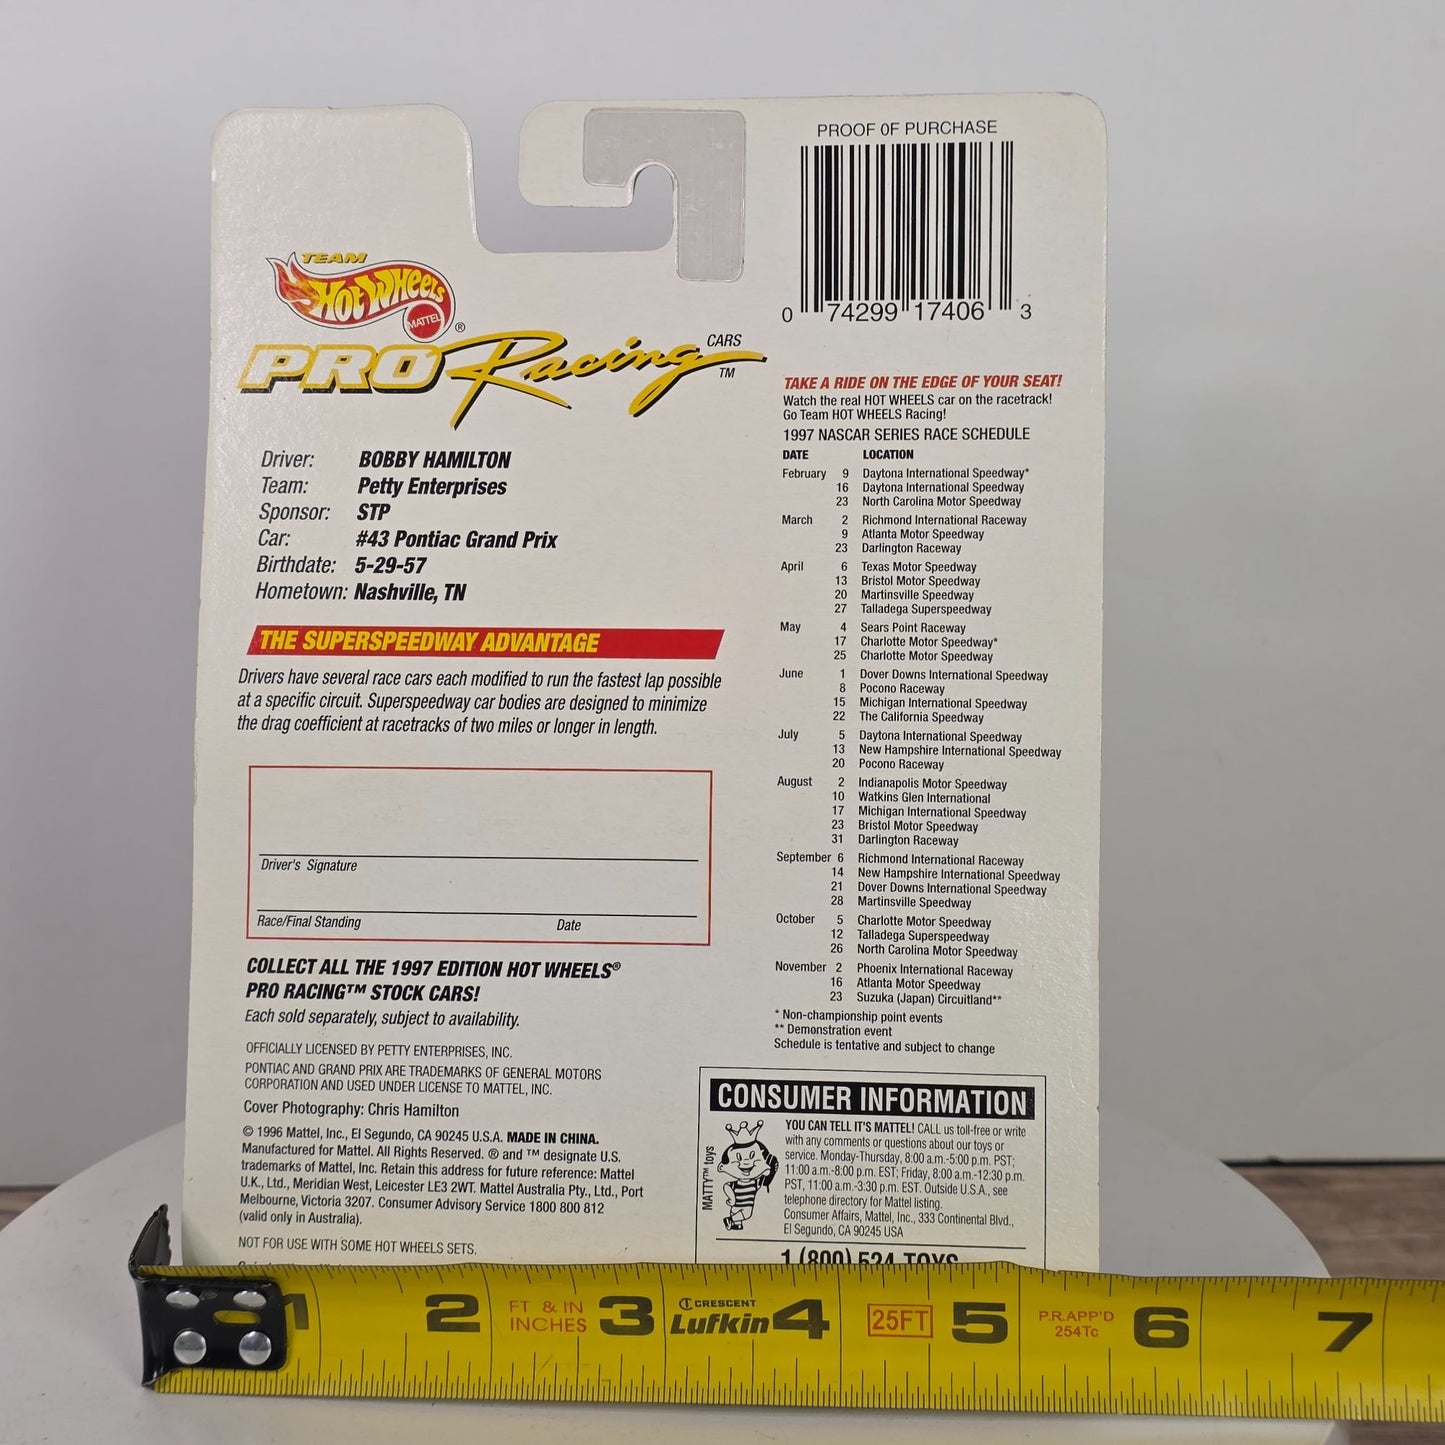 PROOF OF PURCHASE
0 74299 17406 3
TEAM
Hot Wheels
MATTEL
®
PRO Racing CARS
TM
Driver: BOBBY HAMILTON
Team: Petty Enterprises
Sponsor: STP
Car: #43 Pontiac Grand Prix
Birthdate: 5-29-57
Hometown: Nashville, TN
THE SUPERSPEEDWAY ADVANTAGE
Drivers have several race cars each modified to run the fastest lap possible
at a specific circuit. Superspeedway car bodies are designed to minimize
the drag coefficient at racetracks of two miles or longer in length.
Driver's Signature
Race/Final Standing Date
COLLECT ALL THE 1997 EDITION HOT WHEELS®
PRO RACING™ STOCK CARS!
Each sold separately, subject to availability.
OFFICIALLY LICENSED BY PETTY ENTERPRISES, INC.
PONTIAC AND GRAND PRIX ARE TRADEMARKS OF GENERAL MOTORS
CORPORATION AND USED UNDER LICENSE TO MATTEL, INC.
Cover Photography: Chris Hamilton
© 1996 Mattel, Inc., El Segundo, CA 90245 U.S.A. MADE IN CHINA.
Manufactured for Mattel. All Rights Reserved. ® and ™ designate U.S.
trademarks of Mattel, Inc. Retain this address for future reference: Mattel
U.K., Ltd., Meridian West, Leicester LE3 2WT. Mattel Australia Pty., Ltd., Port
Melbourne, Victoria 3207. Consumer Advisory Service 1800 800 812
(valid only in Australia).
NOT FOR USE WITH SOME HOT WHEELS SETS.
TAKE A RIDE ON THE EDGE OF YOUR SEAT!
Watch the real HOT WHEELS car on the racetrack!
Go Team HOT WHEELS Racing!
1997 NASCAR SERIES RACE SCHEDULE
DATE LOCATION
February 9 Daytona International Speedway*
16 Daytona International Speedway
23 North Carolina Motor Speedway
March 2 Richmond International Raceway
9 Atlanta Motor Speedway
23 Darlington Raceway
April 6 Texas Motor Speedway
13 Bristol Motor Speedway
20 Martinsville Speedway
27 Talladega Superspeedway
May 4 Sears Point Raceway
17 Charlotte Motor Speedway*
25 Charlotte Motor Speedway
June 1 Dover Downs International Speedway
8 Pocono Raceway
15 Michigan International Speedway
22 The California Speedway
July 5 Daytona International Speedway
13 New Hampshire International Speedway
20 Pocono Raceway
August 2 Indianapolis Motor Speedway
10 Watkins Glen International
17 Michigan International Speedway
23 Bristol Motor Speedway
31 Darlington Raceway
September 6 Richmond International Raceway
14 New Hampshire International Speedway
21 Dover Downs International Speedway
28 Martinsville Speedway
October 5 Charlotte Motor Speedway
12 Talladega Superspeedway
26 North Carolina Motor Speedway
November 2 Phoenix International Raceway
16 Atlanta Motor Speedway
23 Suzuka (Japan) Circuitland**
* Non-championship point events
** Demonstration event
Schedule is tentative and subject to change
CONSUMER INFORMATION
MATTY™ toys
YOU CAN TELL IT'S MATTEL! CALL us toll-free or write
with any comments or questions about our toys or
service. Monday-Thursday, 8:00 a.m.-5:00 p.m. PST;
11:00 a.m.-8:00 p.m. EST; Friday, 8:00 a.m.-12:30 p.m.
PST, 11:00 a.m.-3:30 p.m. EST. Outside U.S.A., see
telephone directory for Mattel listing.
Consumer Affairs, Mattel, Inc., 333 Continental Blvd.,
El Segundo, CA 90245 USA
1 (800) 524-TOYS
1 2 FT & IN INCHES 3 CRESCENT Lufkin 4 25FT 5 P.R.APP'D 254Tc 6 7